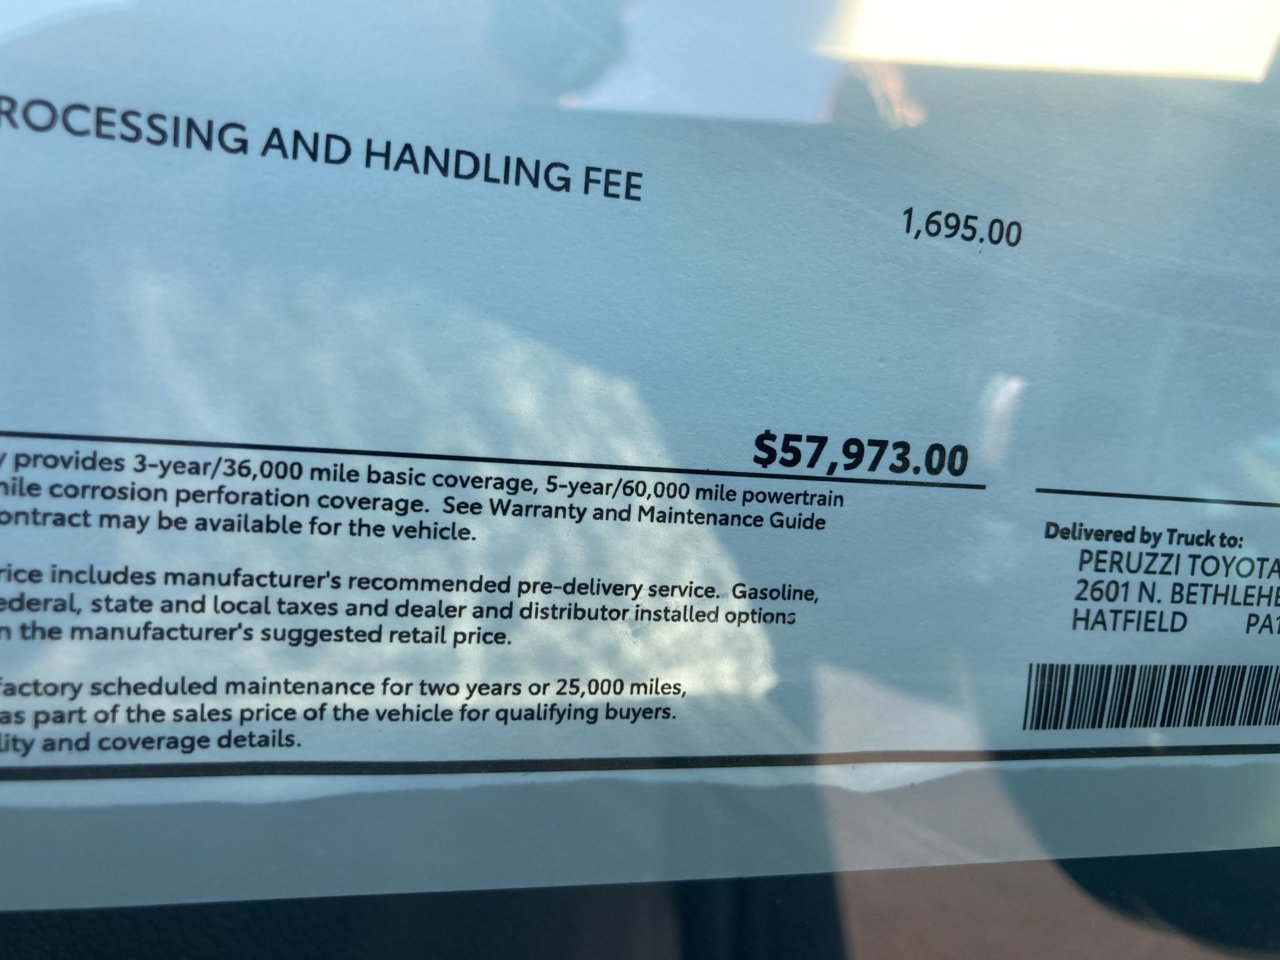 ROCESSING AND HANDLING FEE
1,695.00
$57,973.00
provides 3-year/36,000 mile basic coverage, 5-year/60,000 mile powertrain
corrosion perforation coverage. See Warranty and Maintenance Guide
ontract may be available for the vehicle.
rice includes manufacturer's recommended pre-delivery service. Gasoline,
ederal, state and local taxes and dealer and distributor installed options
n the manufacturer's suggested retail price.
factory scheduled maintenance for two years or 25,000 miles,
as part of the sales price of the vehicle for qualifying buyers.
lity and coverage details.
Delivered by Truck to:
PERUZZI TOYOTA
2601 N. BETHLEHE
HATFIELD PA